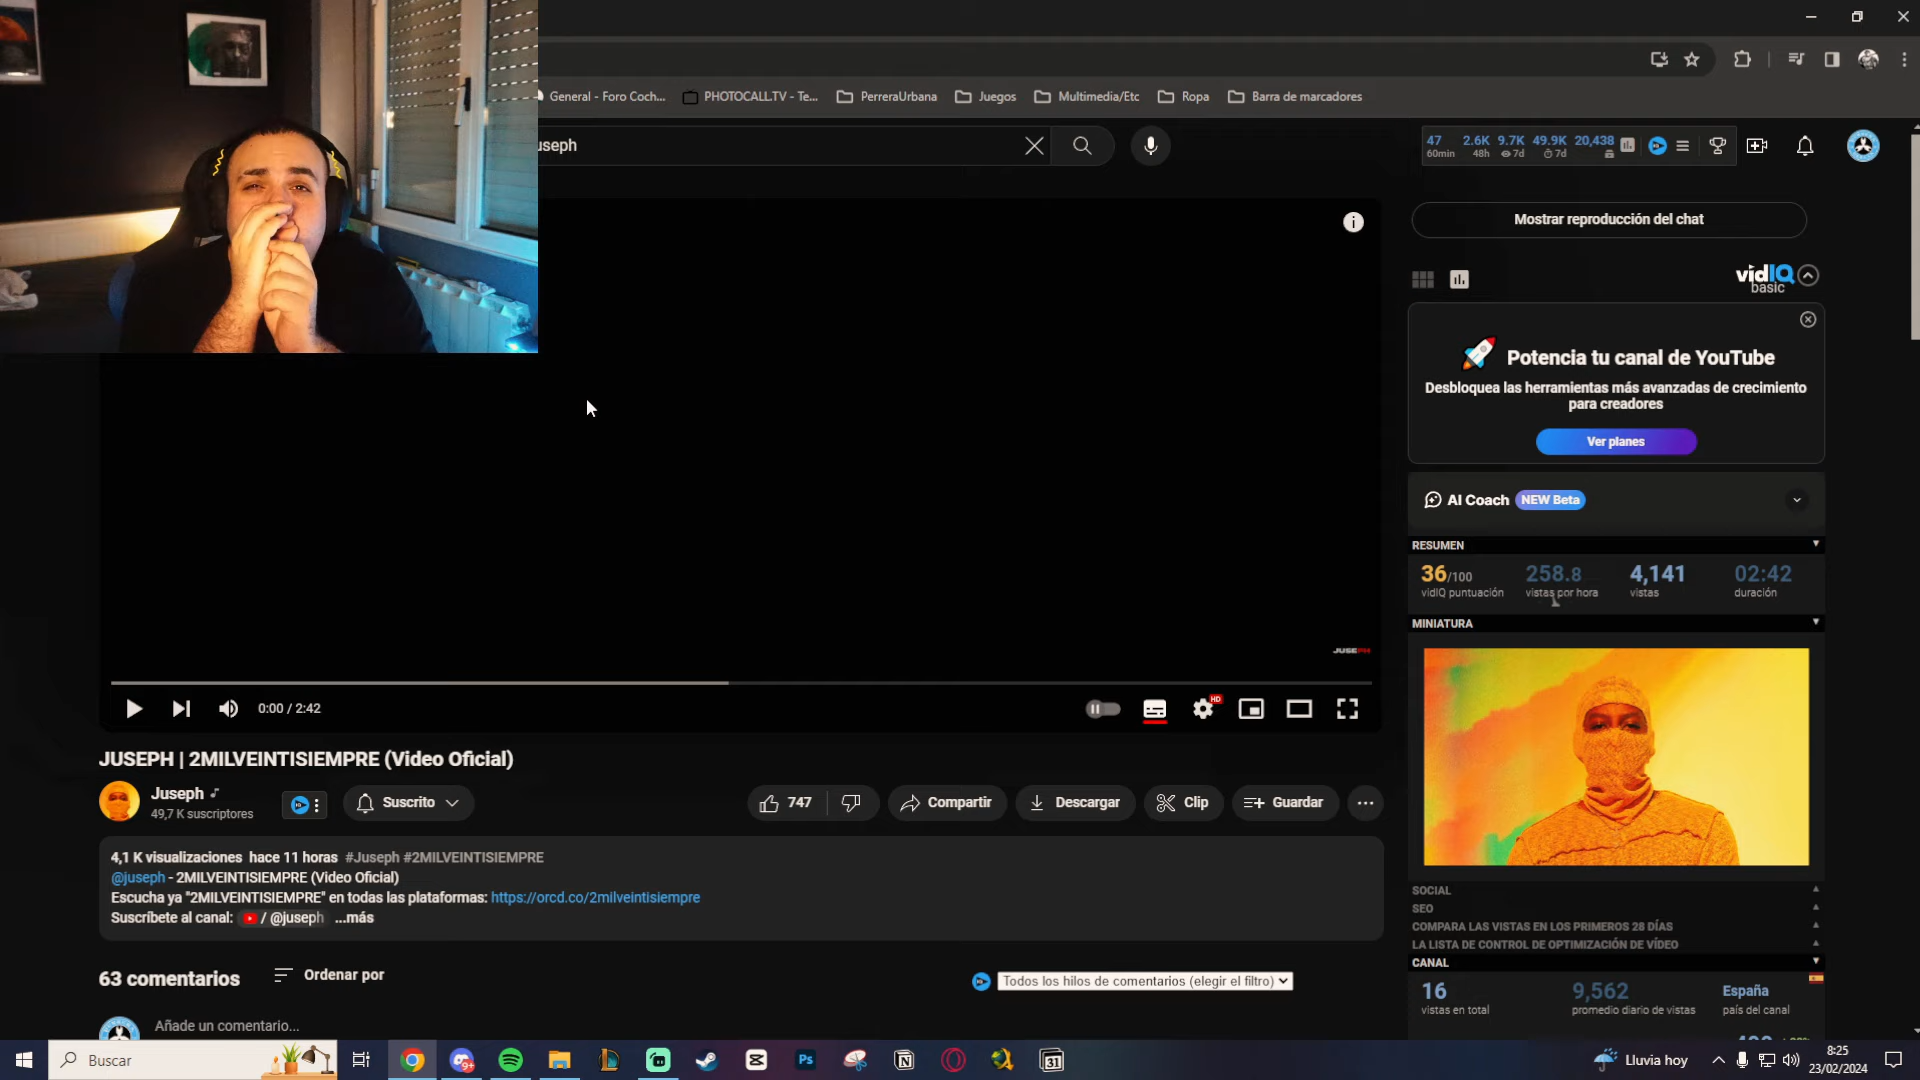 General - Foro Coch...
PHOTOCALL.TV - Te...
PerreraUrbana
Juegos
Multimedia/Etc
Ropa
Barra de marcadores
useph
47 2.6K 9.7K 49.9K 20,438
60min 48h 7d 7d
Mostrar reproducción del chat
vidIQ
basic
Potencia tu canal de YouTube
Desbloquea las herramientas más avanzadas de crecimiento
para creadores
Ver planes
AI Coach NEW Beta
RESUMEN
36/100 258.8 4,141 02:42
vidIQ puntuación vistas por hora vistas duración
MINIATURA
JUSEPH
0:00 / 2:42
HD
JUSEPH | 2MILVEINTISIEMPRE (Video Oficial)
Juseph
49,7 K suscriptores
Suscrito
747
Compartir
Descargar
Clip
Guardar
4,1 K visualizaciones hace 11 horas #Juseph #2MILVEINTISIEMPRE
@juseph - 2MILVEINTISIEMPRE (Video Oficial)
Escucha ya "2MILVEINTISIEMPRE" en todas las plataformas: https://orcd.co/2milveintisiempre
Suscríbete al canal: / @juseph ...más
SOCIAL
SEO
COMPARA LAS VISTAS EN LOS PRIMEROS 28 DÍAS
LA LISTA DE CONTROL DE OPTIMIZACIÓN DE VÍDEO
CANAL
16 9,562 España
vistas en total promedio diario de vistas país del canal
63 comentarios
Ordenar por
Todos los hilos de comentarios (elegir el filtro)
Añade un comentario...
Buscar
9+
Ps
31
Lluvia hoy
8:25
23/02/2024